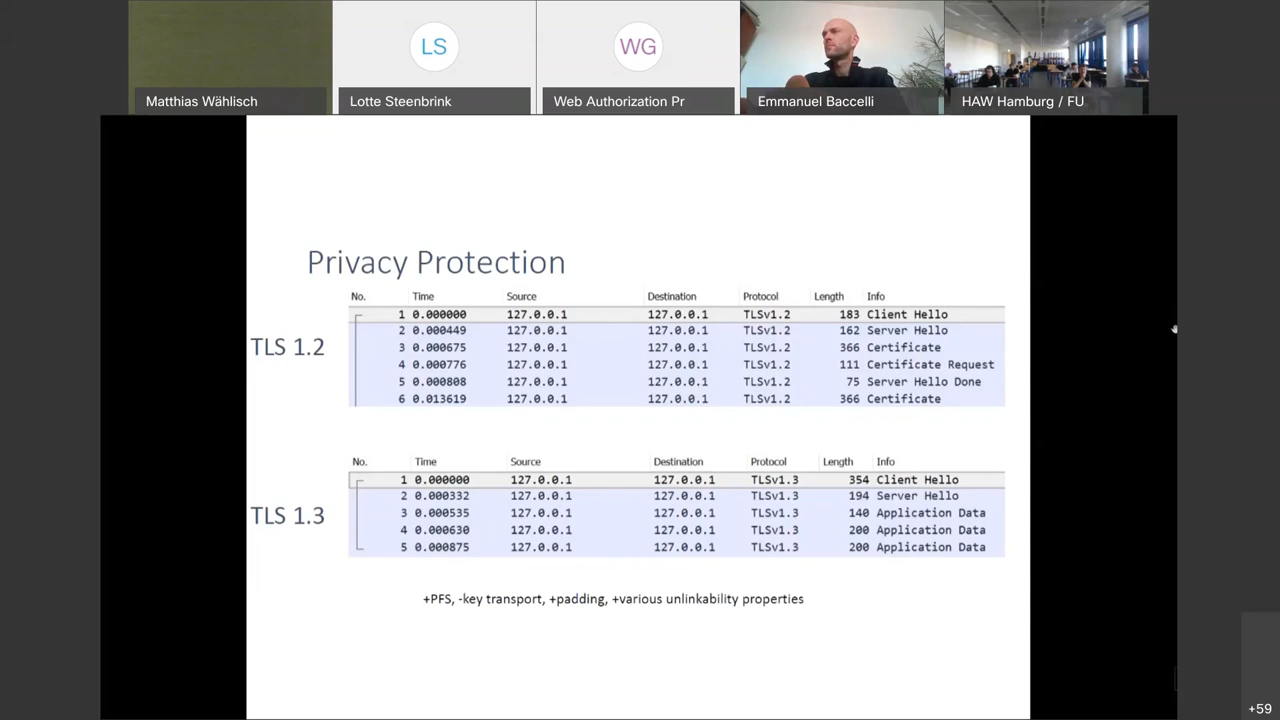 LS
WG
Matthias Wählisch
Lotte Steenbrink
Web Authorization Pr
Emmanuel Baccelli
HAW Hamburg / FU
Privacy Protection
No. Time Source Destination Protocol Length Info
1 0.000000 127.0.0.1 127.0.0.1 TLSv1.2 183 Client Hello
2 0.000449 127.0.0.1 127.0.0.1 TLSv1.2 162 Server Hello
TLS 1.2
3 0.000675 127.0.0.1 127.0.0.1 TLSv1.2 366 Certificate
4 0.000776 127.0.0.1 127.0.0.1 TLSv1.2 111 Certificate Request
5 0.000808 127.0.0.1 127.0.0.1 TLSv1.2 75 Server Hello Done
6 0.013619 127.0.0.1 127.0.0.1 TLSv1.2 366 Certificate
No. Time Source Destination Protocol Length Info
1 0.000000 127.0.0.1 127.0.0.1 TLSv1.3 354 Client Hello
2 0.000332 127.0.0.1 127.0.0.1 TLSv1.3 194 Server Hello
TLS 1.3
3 0.000535 127.0.0.1 127.0.0.1 TLSv1.3 140 Application Data
4 0.000630 127.0.0.1 127.0.0.1 TLSv1.3 200 Application Data
5 0.000875 127.0.0.1 127.0.0.1 TLSv1.3 200 Application Data
+PFS, -key transport, +padding, +various unlinkability properties
+59